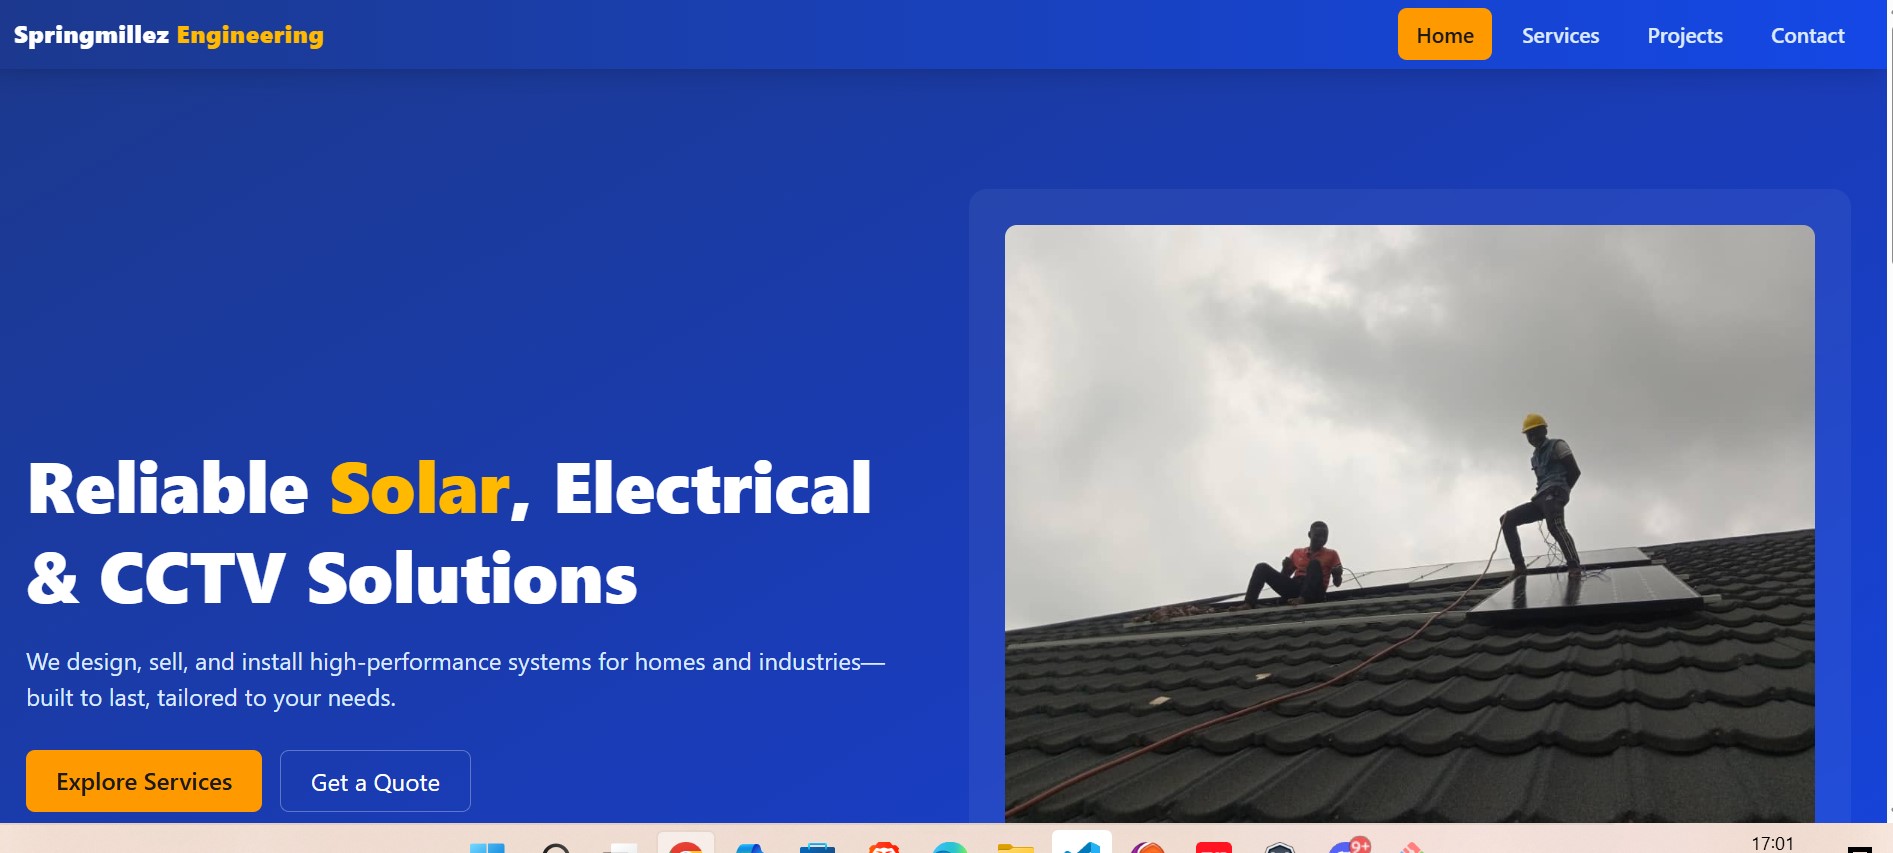 Springmillez Engineering
Home
Services
Projects
Contact
Reliable Solar, Electrical
& CCTV Solutions
We design, sell, and install high-performance systems for homes and industries—
built to last, tailored to your needs.
Explore Services
Get a Quote
9+
17:01